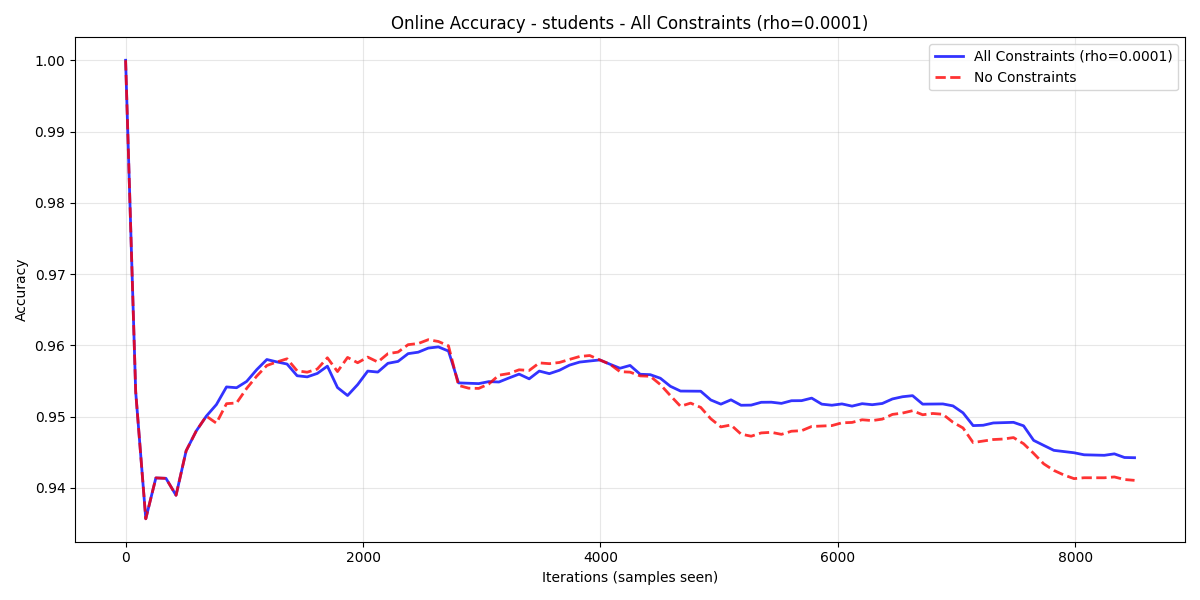 Online Accuracy - students - All Constraints (rho=0.0001)
All Constraints (rho=0.0001)
No Constraints
Accuracy
1.00
0.99
0.98
0.97
0.96
0.95
0.94
0
2000
4000
6000
8000
Iterations (samples seen)